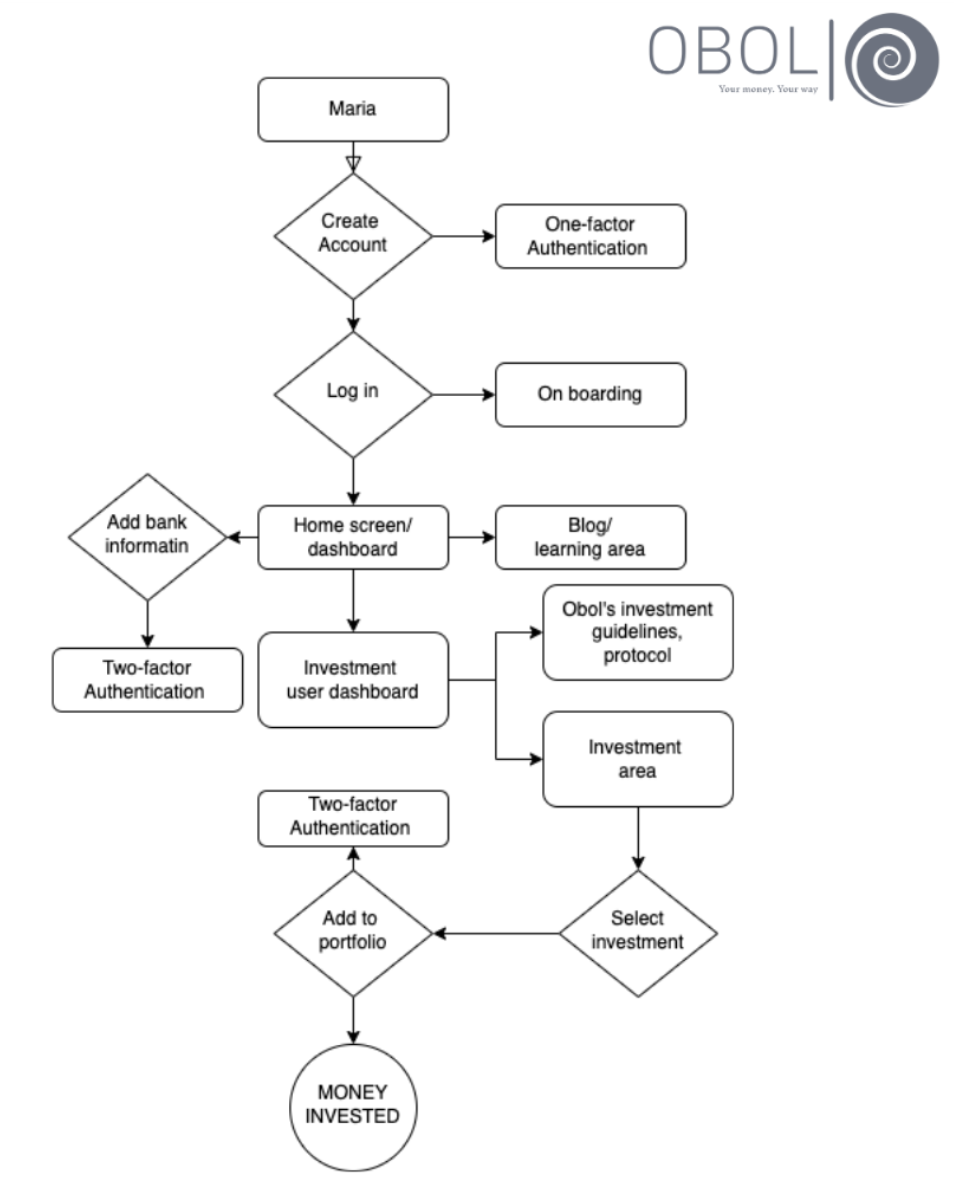 OBOL
Your money. Your way
Maria
Create
Account
One-factor
Authentication
Log in
On boarding
Add bank
informatin
Home screen/
dashboard
Blog/
learning area
Two-factor
Authentication
Investment
user dashboard
Obol's investment
guidelines,
protocol
Investment
area
Two-factor
Authentication
Add to
portfolio
Select
investment
MONEY
INVESTED